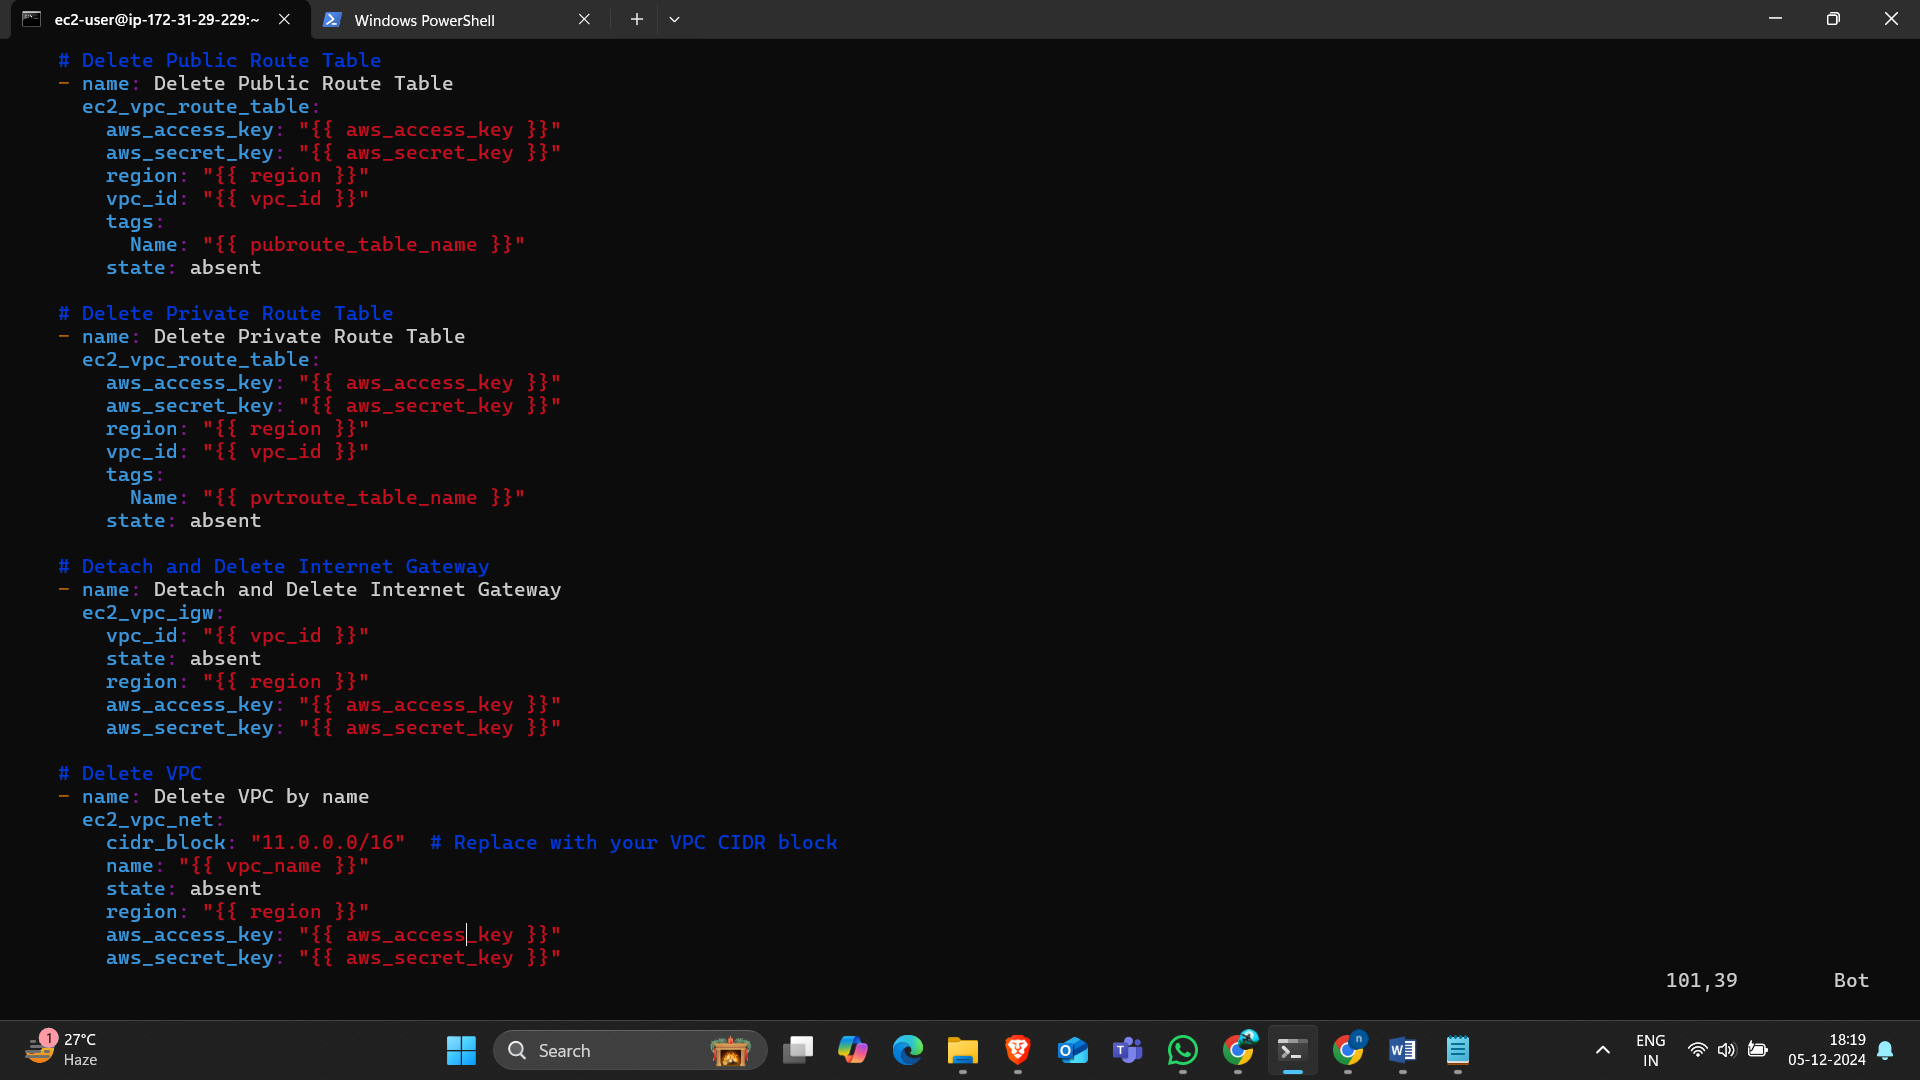 ec2-user@ip-172-31-29-229:~
Windows PowerShell
# Delete Public Route Table
- name: Delete Public Route Table
ec2_vpc_route_table:
aws_access_key: "{{ aws_access_key }}"
aws_secret_key: "{{ aws_secret_key }}"
region: "{{ region }}"
vpc_id: "{{ vpc_id }}"
tags:
Name: "{{ pubroute_table_name }}"
state: absent
# Delete Private Route Table
- name: Delete Private Route Table
ec2_vpc_route_table:
aws_access_key: "{{ aws_access_key }}"
aws_secret_key: "{{ aws_secret_key }}"
region: "{{ region }}"
vpc_id: "{{ vpc_id }}"
tags:
Name: "{{ pvtroute_table_name }}"
state: absent
# Detach and Delete Internet Gateway
- name: Detach and Delete Internet Gateway
ec2_vpc_igw:
vpc_id: "{{ vpc_id }}"
state: absent
region: "{{ region }}"
aws_access_key: "{{ aws_access_key }}"
aws_secret_key: "{{ aws_secret_key }}"
# Delete VPC
- name: Delete VPC by name
ec2_vpc_net:
cidr_block: "11.0.0.0/16"  # Replace with your VPC CIDR block
name: "{{ vpc_name }}"
state: absent
region: "{{ region }}"
aws_access_key: "{{ aws_access_key }}"
aws_secret_key: "{{ aws_secret_key }}"
101,39 Bot
1
27°C
Haze
Search
n
ENG
IN
18:19
05-12-2024